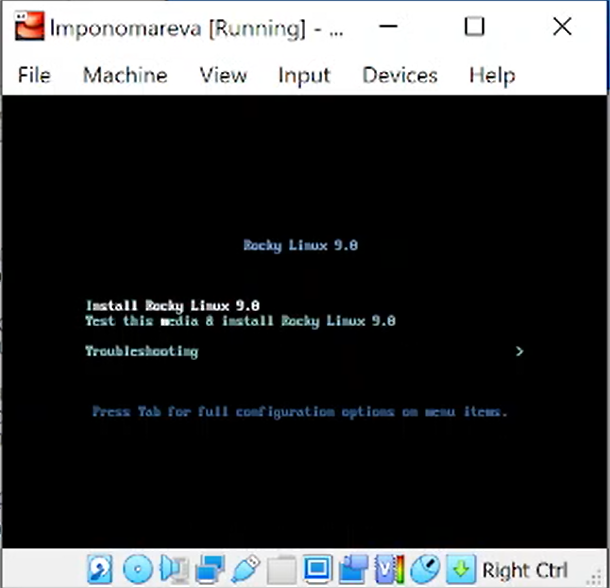 Imponomareva [Running] - ...
File Machine View Input Devices Help
Rocky Linux 9.0
Install Rocky Linux 9.0
Test this media & install Rocky Linux 9.0
Troubleshooting >
Press Tab for full configuration options on menu items.
Right Ctrl